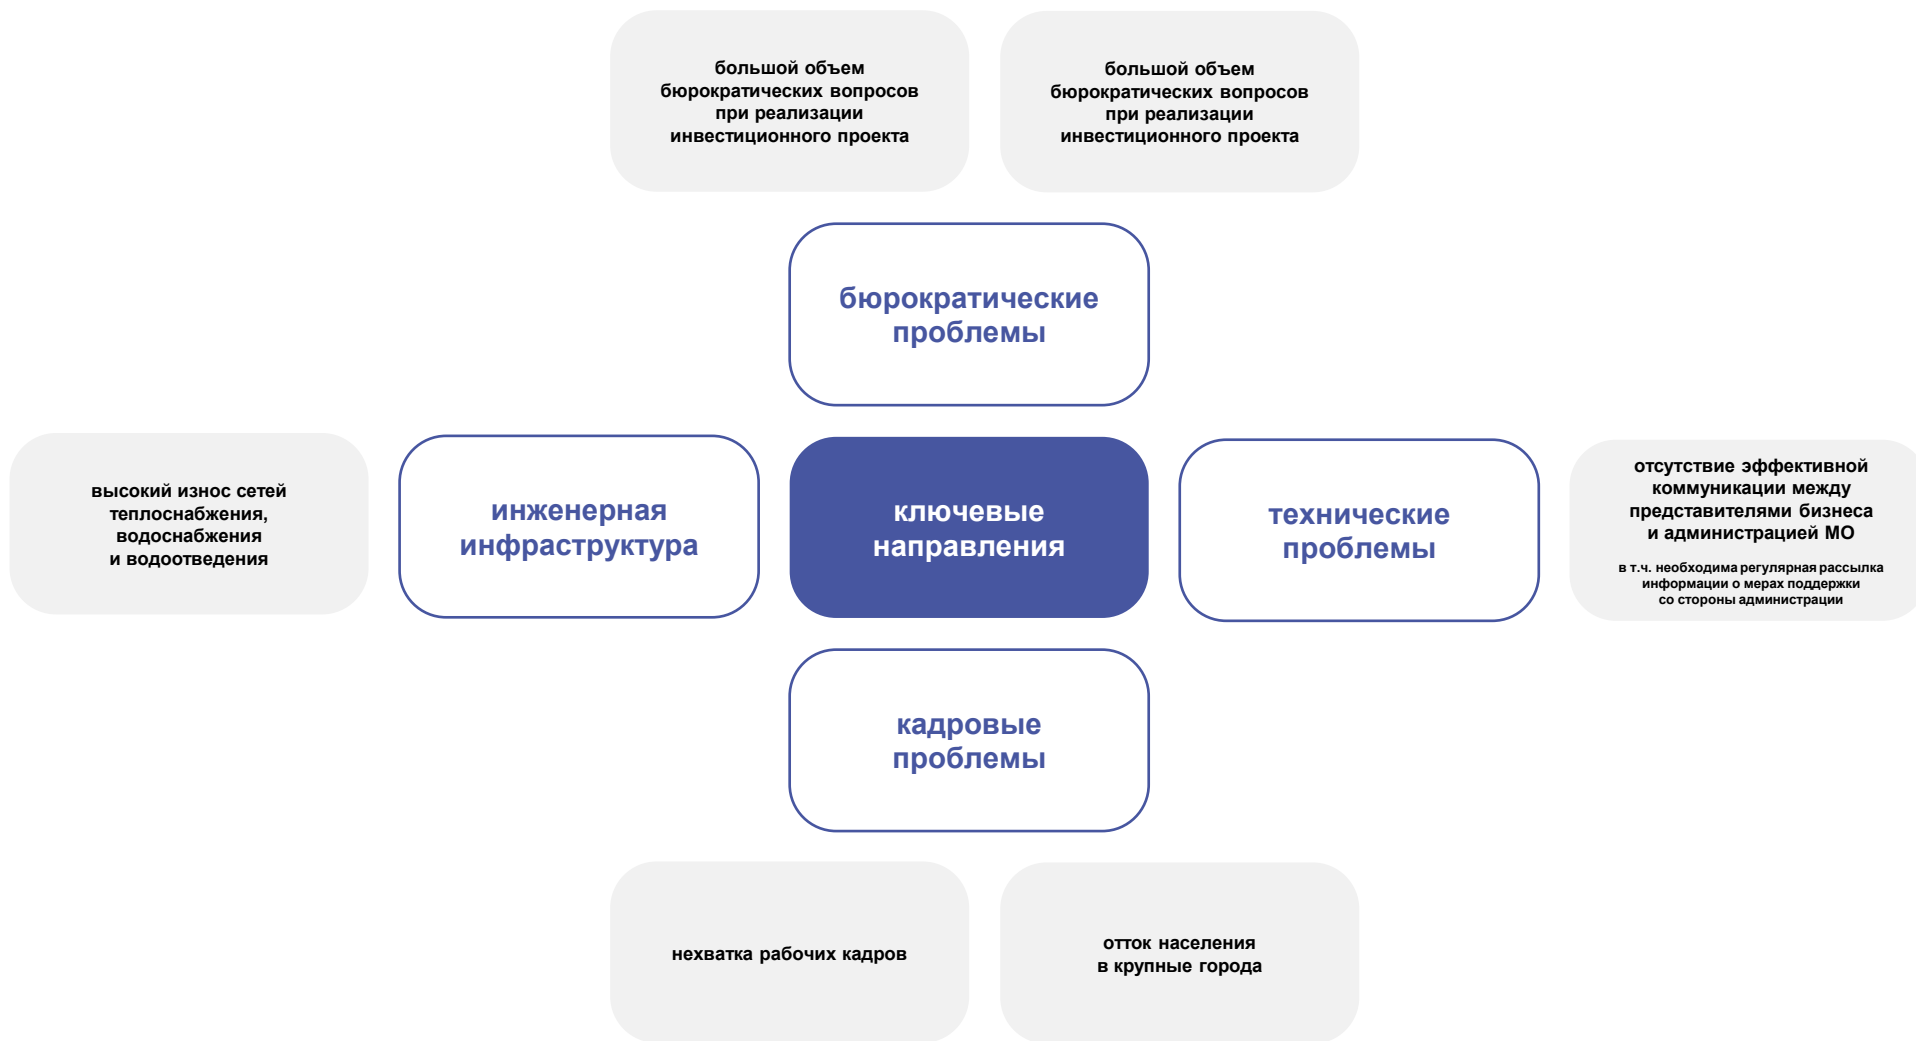 большой объем
бюрократических вопросов
при реализации
инвестиционного проекта
большой объем
бюрократических вопросов
при реализации
инвестиционного проекта
бюрократические
проблемы
высокий износ сетей
теплоснабжения,
водоснабжения
и водоотведения
инженерная
инфраструктура
ключевые
направления
технические
проблемы
отсутствие эффективной
коммуникации между
представителями бизнеса
и администрацией МО
в т.ч. необходима регулярная рассылка
информации о мерах поддержки
со стороны администрации
кадровые
проблемы
нехватка рабочих кадров
отток населения
в крупные города